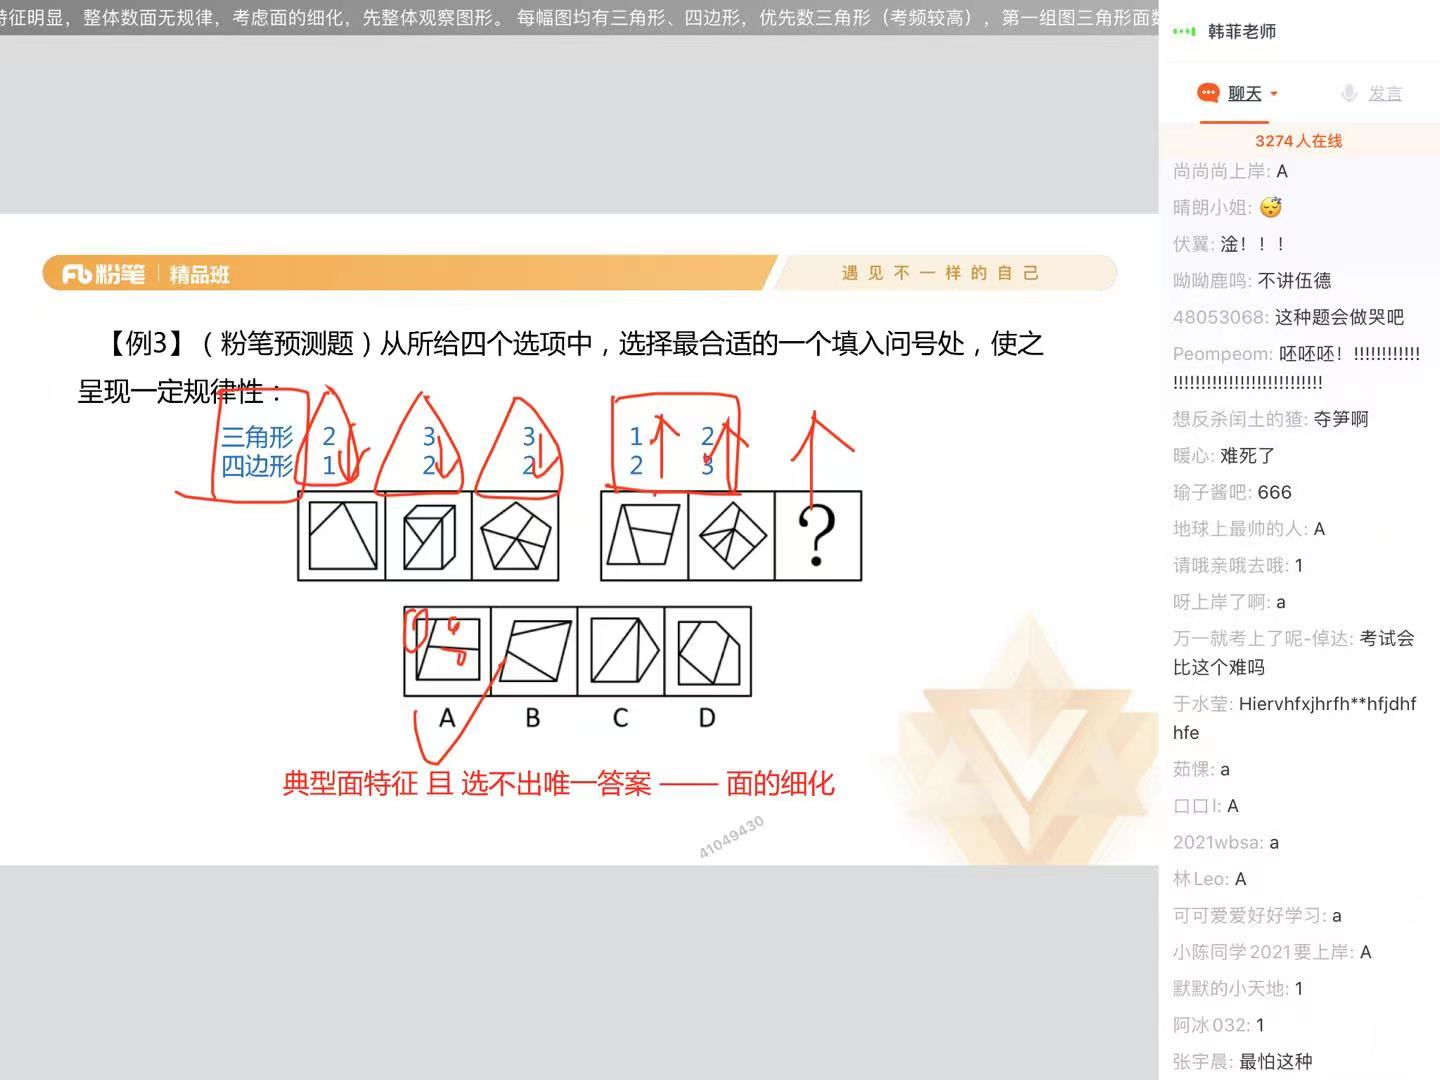 特征明显，整体数面无规律，考虑面的细化，先整体观察图形。 每幅图均有三角形、四边形，优先数三角形（考频较高），第一组图三角形面数
韩菲老师
聊天
发言
3274人在线
粉笔 精品班
遇见不一样的自己
【例3】（粉笔预测题）从所给四个选项中，选择最合适的一个填入问号处，使之
呈现一定规律性：
三角形 2 3 3 1 2
四边形 1 2 2 2 3
?
A B C D
典型面特征 且 选不出唯一答案 —— 面的细化
41049430
尚尚尚上岸: A
晴朗小姐: 😴
伏翼: 淦！！！
呦呦鹿鸣: 不讲伍德
48053068: 这种题会做哭吧
Peompeom: 呸呸呸！!!!!!!!!!!!!
!!!!!!!!!!!!!!!!!!!!!!!!!!!
想反杀闰土的猹: 夺笋啊
暖心: 难死了
瑜子酱吧: 666
地球上最帅的人: A
请哦亲哦去哦: 1
呀上岸了啊: a
万一就考上了呢-倬达: 考试会
比这个难吗
于水莹: Hiervhfxjhrfh**hfjdhf
hfe
茹惈: a
口口I: A
2021wbsa: a
林Leo: A
可可爱爱好好学习: a
小陈同学2021要上岸: A
默默的小天地: 1
阿冰032: 1
张宇晨: 最怕这种